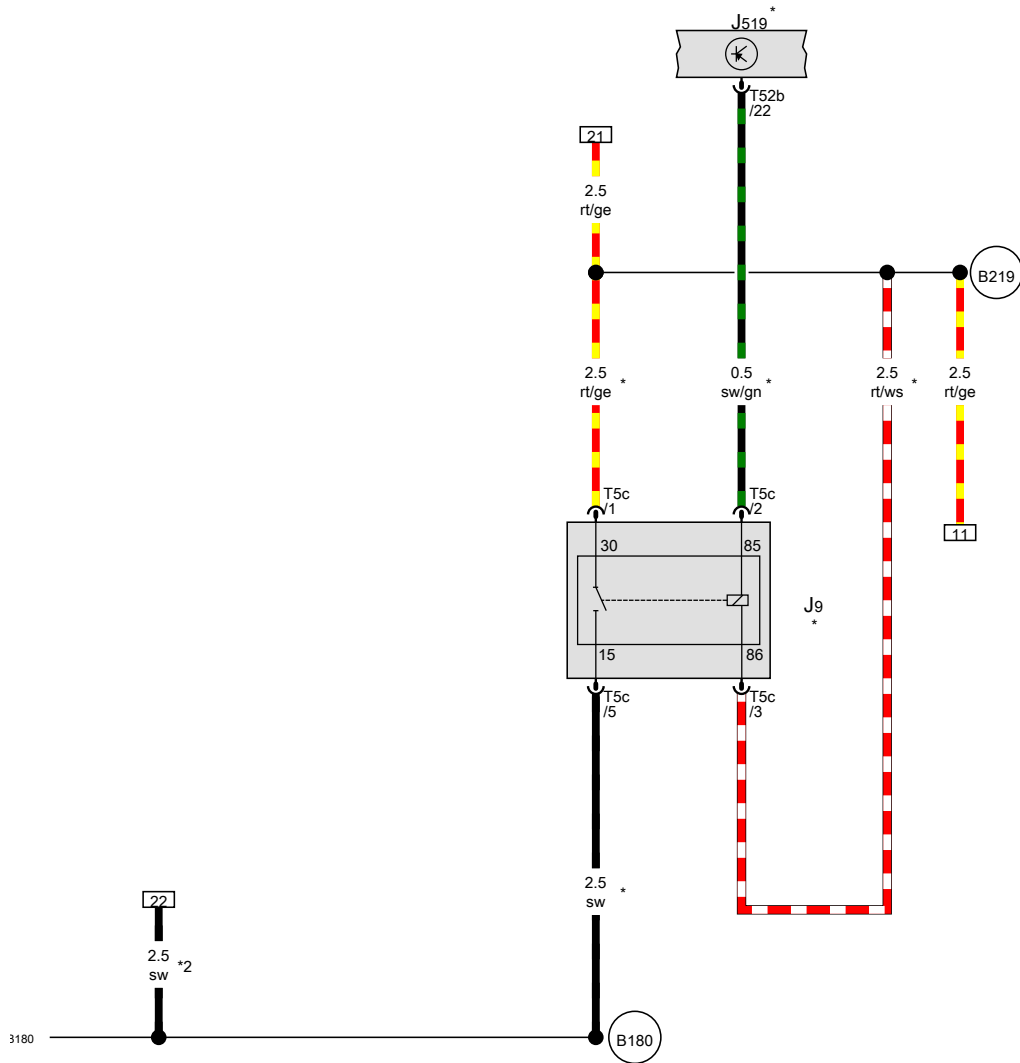 J519 *
T52b
/22
21
2.5
rt/ge
B219
2.5
rt/ge *
0.5
sw/gn *
2.5
rt/ws *
2.5
rt/ge
T5c
/1
T5c
/2
11
30
85
J9
*
15
86
T5c
/5
T5c
/3
2.5
sw *
22
2.5
sw *2
B180